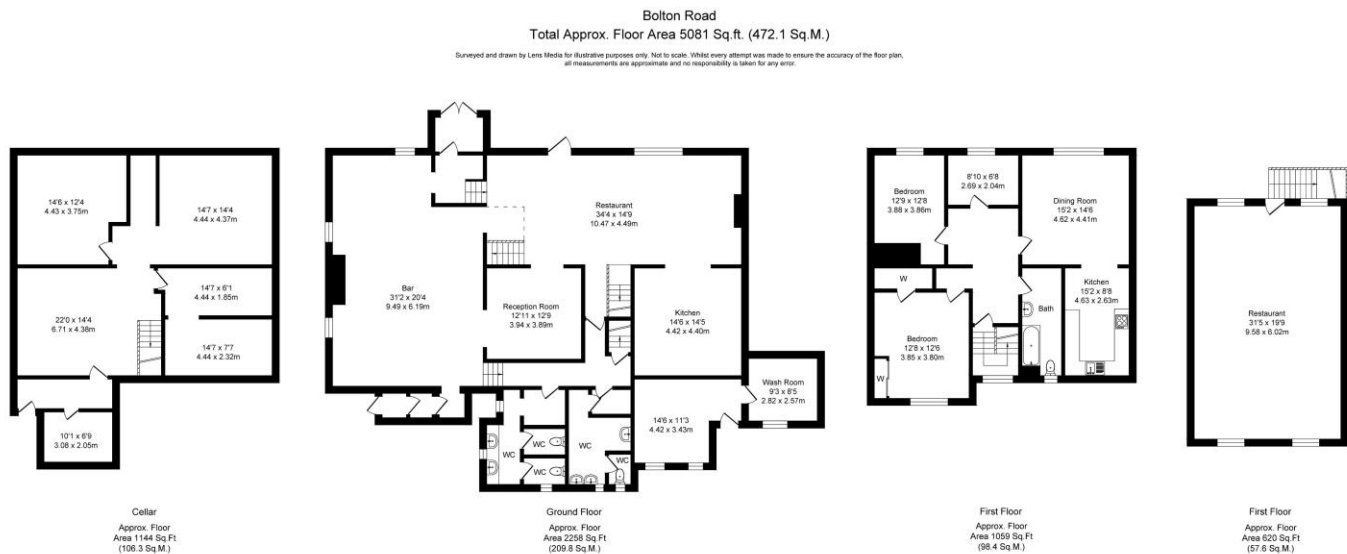 Bolton Road
Total Approx. Floor Area 5081 Sq.ft. (472.1 Sq.M.)
Surveyed and drawn by Lens Media for illustrative purposes only. Not to scale. Whilst every attempt was made to ensure the accuracy of the floor plan,
all measurements are approximate and no responsibility is taken for any error.
14'6 x 12'4
4.43 x 3.75m
14'7 x 14'4
4.44 x 4.37m
14'7 x 6'1
4.44 x 1.85m
22'0 x 14'4
6.71 x 4.38m
14'7 x 7'7
4.44 x 2.32m
10'1 x 6'9
3.08 x 2.05m
Cellar
Approx. Floor
Area 1144 Sq.Ft
(106.3 Sq.M.)
Restaurant
34'4 x 14'9
10.47 x 4.49m
Bar
31'2 x 20'4
9.49 x 6.19m
Reception Room
12'11 x 12'9
3.94 x 3.89m
Kitchen
14'6 x 14'5
4.42 x 4.40m
Wash Room
9'3 x 8'5
2.82 x 2.57m
14'6 x 11'3
4.42 x 3.43m
WC
WC
WC
WC
WC
Ground Floor
Approx. Floor
Area 2258 Sq.Ft
(209.8 Sq.M.)
Bedroom
12'9 x 12'8
3.88 x 3.86m
8'10 x 6'8
2.69 x 2.04m
Dining Room
15'2 x 14'6
4.62 x 4.41m
W
Kitchen
15'2 x 8'8
4.63 x 2.63m
Bath
Bedroom
12'8 x 12'6
3.85 x 3.80m
W
First Floor
Approx. Floor
Area 1059 Sq.Ft
(98.4 Sq.M.)
Restaurant
31'5 x 19'9
9.58 x 6.02m
First Floor
Approx. Floor
Area 620 Sq.Ft
(57.6 Sq.M.)